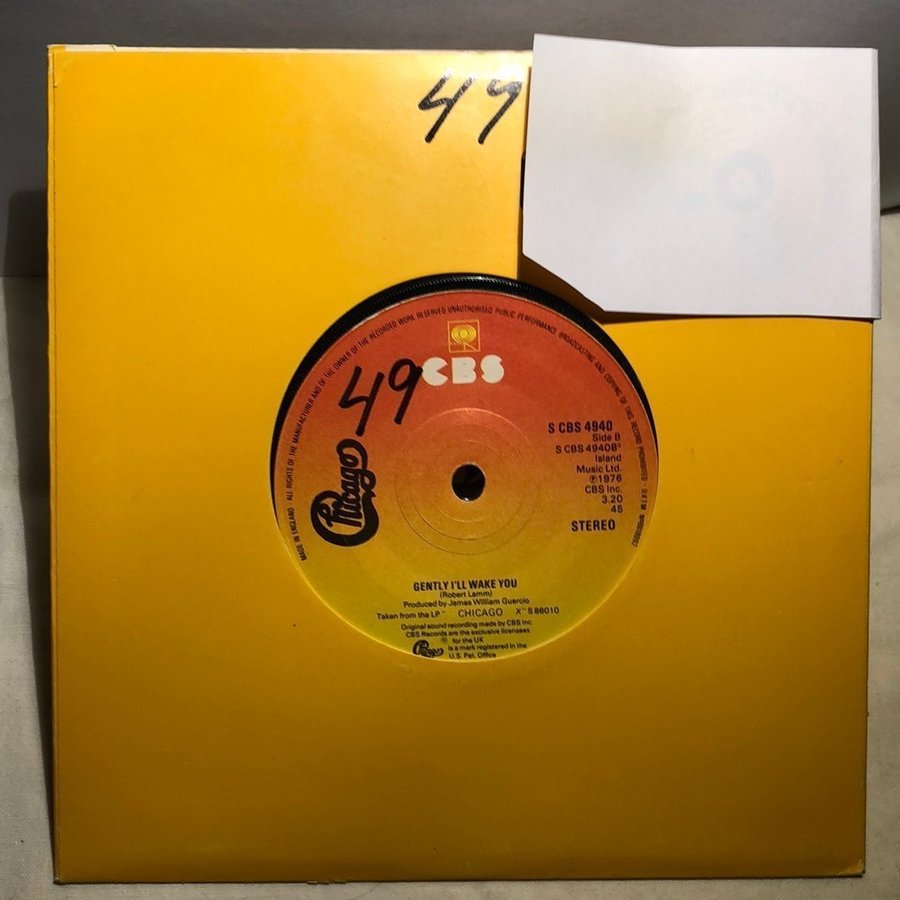 49
ALL RIGHTS OF THE MANUFACTURER AND OF THE OWNER OF THE RECORDED WORK RESERVED UNAUTHORISED PUBLIC PERFORMANCE BROADCASTING AND COPYING OF THIS RECORD PROHIBITED
MADE IN ENGLAND
CBS
49
Chicago
S CBS 4940
Side B
S CBS 4940B°
Island
Music Ltd.
℗1976
CBS Inc.
3.20
45
STEREO
GENTLY I'LL WAKE YOU
(Robert Lamm)
Produced by James William Guercio
Taken from the LP " CHICAGO X" S 86010
Original sound recording made by CBS Inc
CBS Records are the exclusive licensees
for the UK
Chicago is a mark registered in the
U.S. Pat. Office